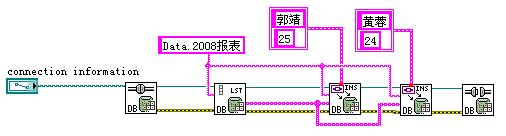 郭靖
25
黄蓉
24
Data.2008报表
connection information
DB
LST
DB
INS
DB
INS
DB
DB